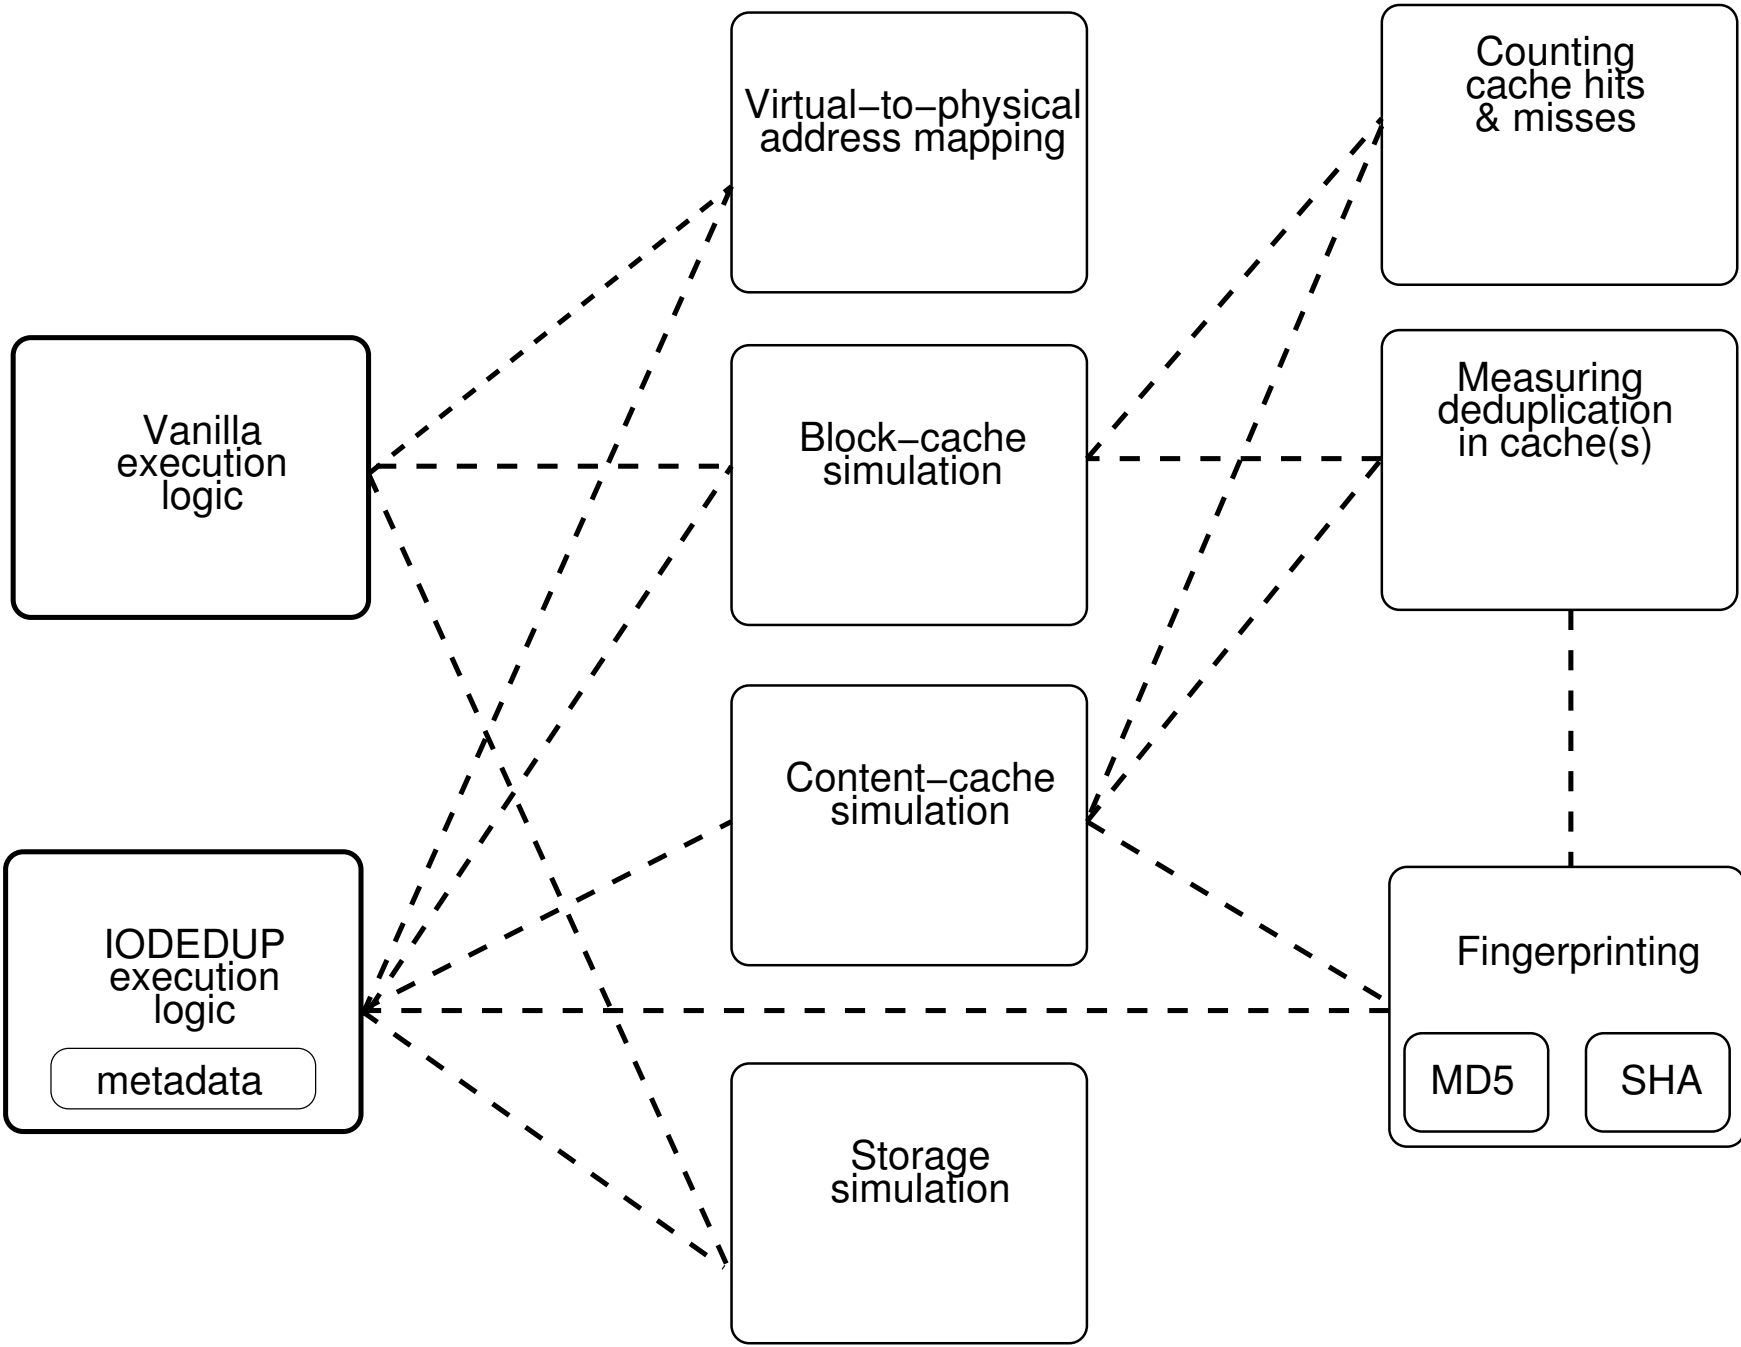 Vanilla
execution
logic
IODEDUP
execution
logic
metadata
Virtual−to−physical
address mapping
Block−cache
simulation
Content−cache
simulation
Storage
simulation
Counting
cache hits
& misses
Measuring
deduplication
in cache(s)
Fingerprinting
MD5
SHA